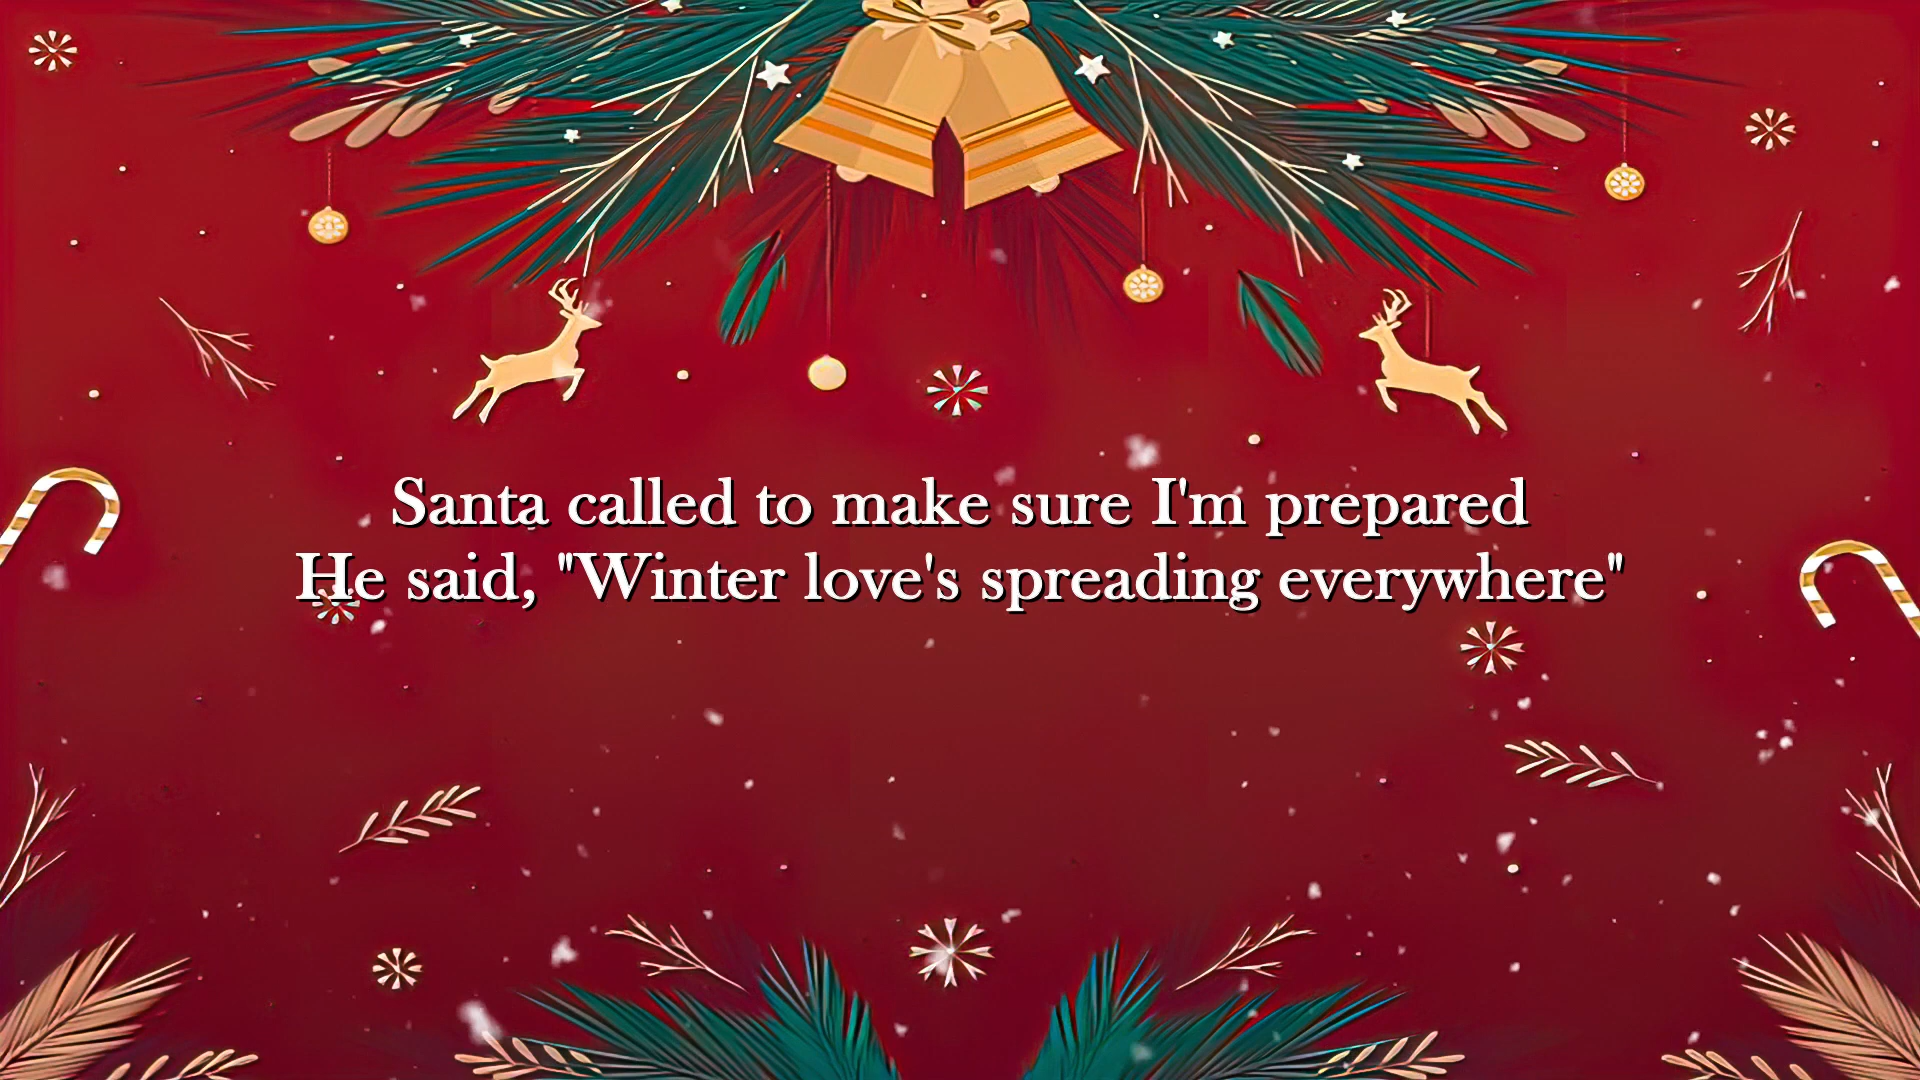 Santa called to make sure I'm prepared
He said, "Winter love's spreading everywhere"